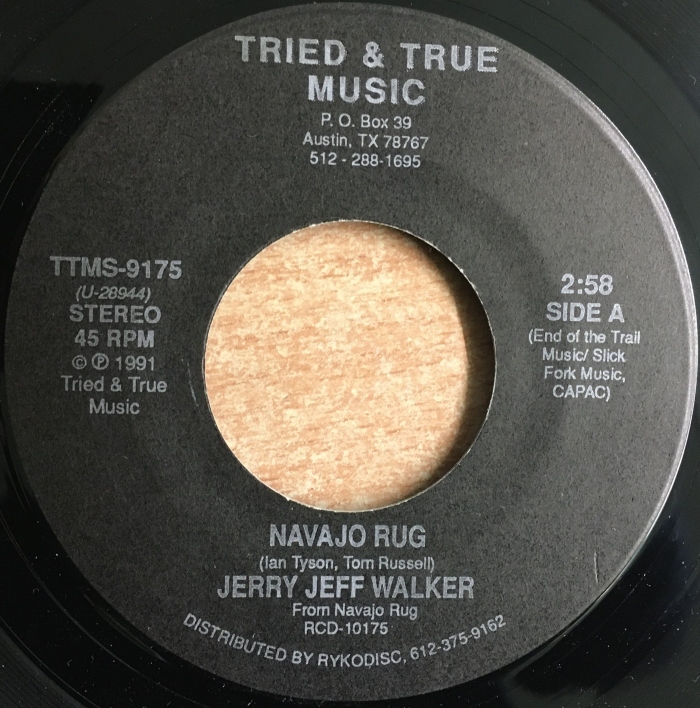 TRIED & TRUE
MUSIC
P. O. Box 39
Austin, TX 78767
512 - 288-1695
TTMS-9175
(U-28944)
STEREO
45 RPM
© ℗ 1991
Tried & True
Music
2:58
SIDE A
(End of the Trail
Music/ Slick
Fork Music,
CAPAC)
NAVAJO RUG
(Ian Tyson, Tom Russell)
JERRY JEFF WALKER
From Navajo Rug
RCD-10175
DISTRIBUTED BY RYKODISC, 612-375-9162